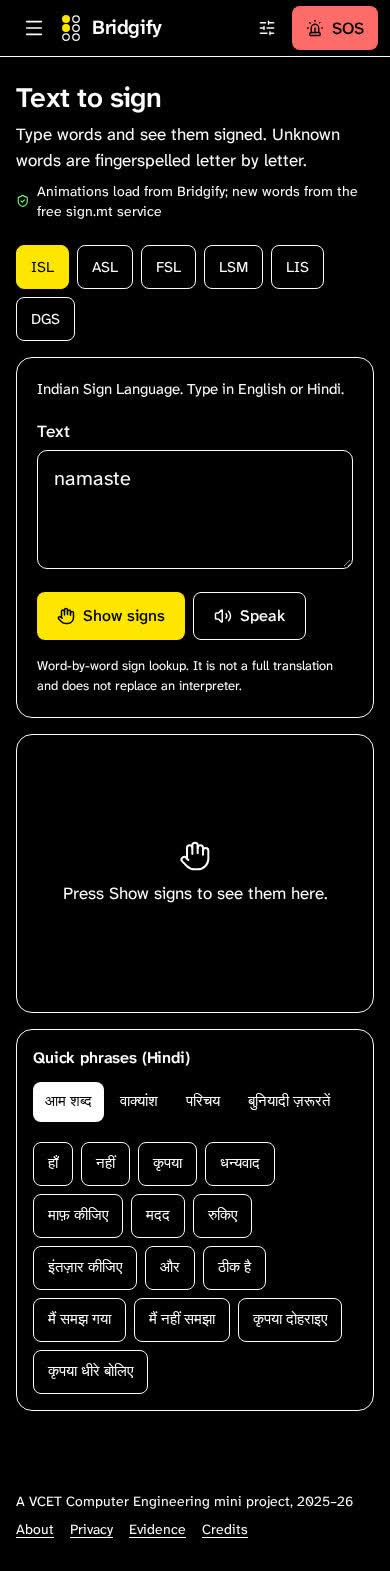 Bridgify
SOS
Text to sign
Type words and see them signed. Unknown
words are fingerspelled letter by letter.
Animations load from Bridgify; new words from the
free sign.mt service
ISL ASL FSL LSM LIS
DGS
Indian Sign Language. Type in English or Hindi.
Text
namaste
Show signs Speak
Word-by-word sign lookup. It is not a full translation
and does not replace an interpreter.
Press Show signs to see them here.
Quick phrases (Hindi)
आम शब्द वाक्यांश परिचय बुनियादी ज़रूरतें
हाँ नहीं कृपया धन्यवाद
माफ़ कीजिए मदद रुकिए
इंतज़ार कीजिए और ठीक है
मैं समझ गया मैं नहीं समझा कृपया दोहराइए
कृपया धीरे बोलिए
A VCET Computer Engineering mini project, 2025–26
About Privacy Evidence Credits